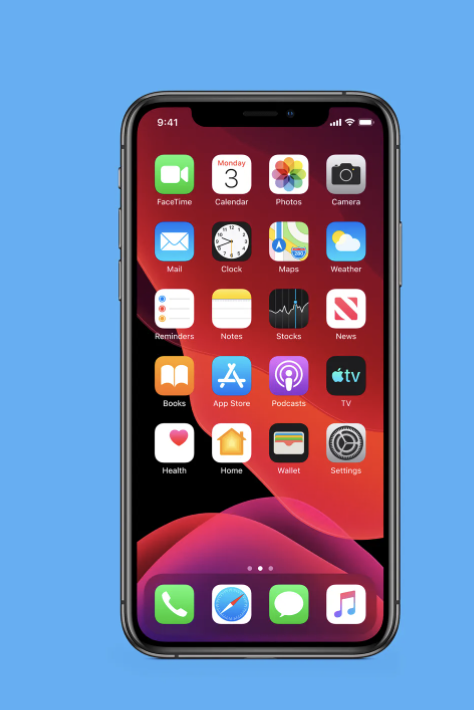 9:41
Monday
3
FaceTime Calendar Photos Camera
Mail Clock Maps Weather
280
Reminders Notes Stocks News
tv
Books App Store Podcasts TV
Health Home Wallet Settings